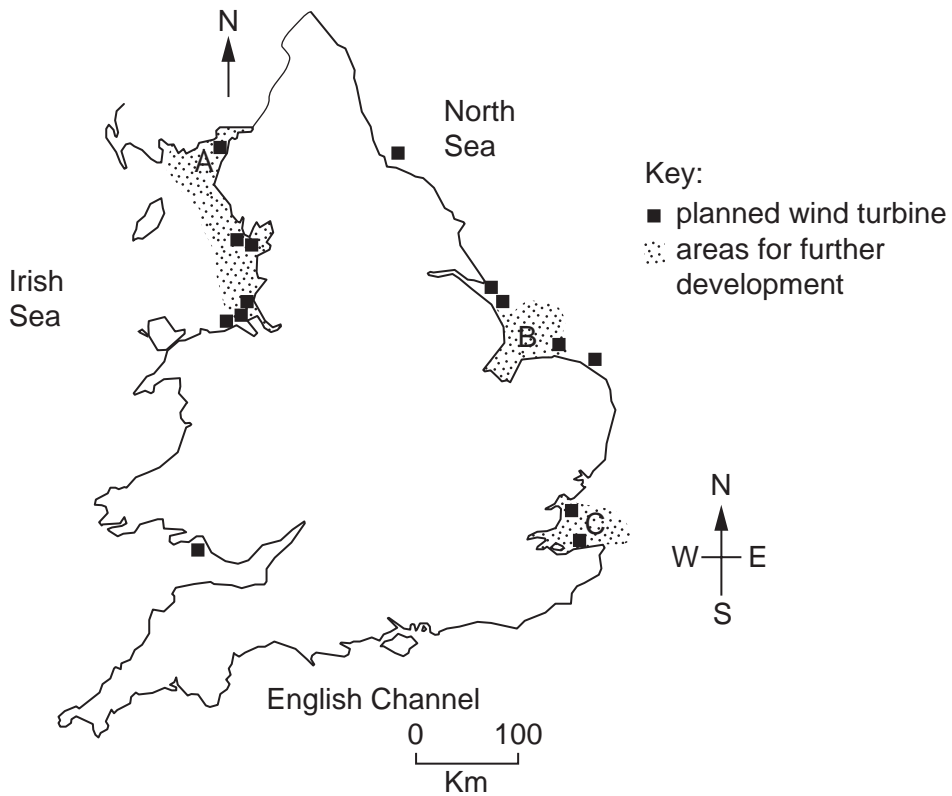 N
North
Sea
A
Key:
planned wind turbine
areas for further
development
Irish
Sea
B
C
N
W E
S
English Channel
0 100
Km